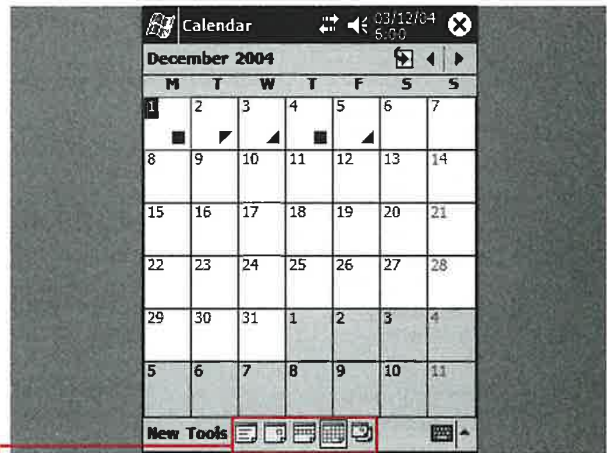 Calendar 03/12/04
6:00
December 2004
M T W T F S S
1 2 3 4 5 6 7
8 9 10 11 12 13 14
15 16 17 18 19 20 21
22 23 24 25 26 27 28
29 30 31 1 2 3 4
5 6 7 8 9 10 11
New Tools